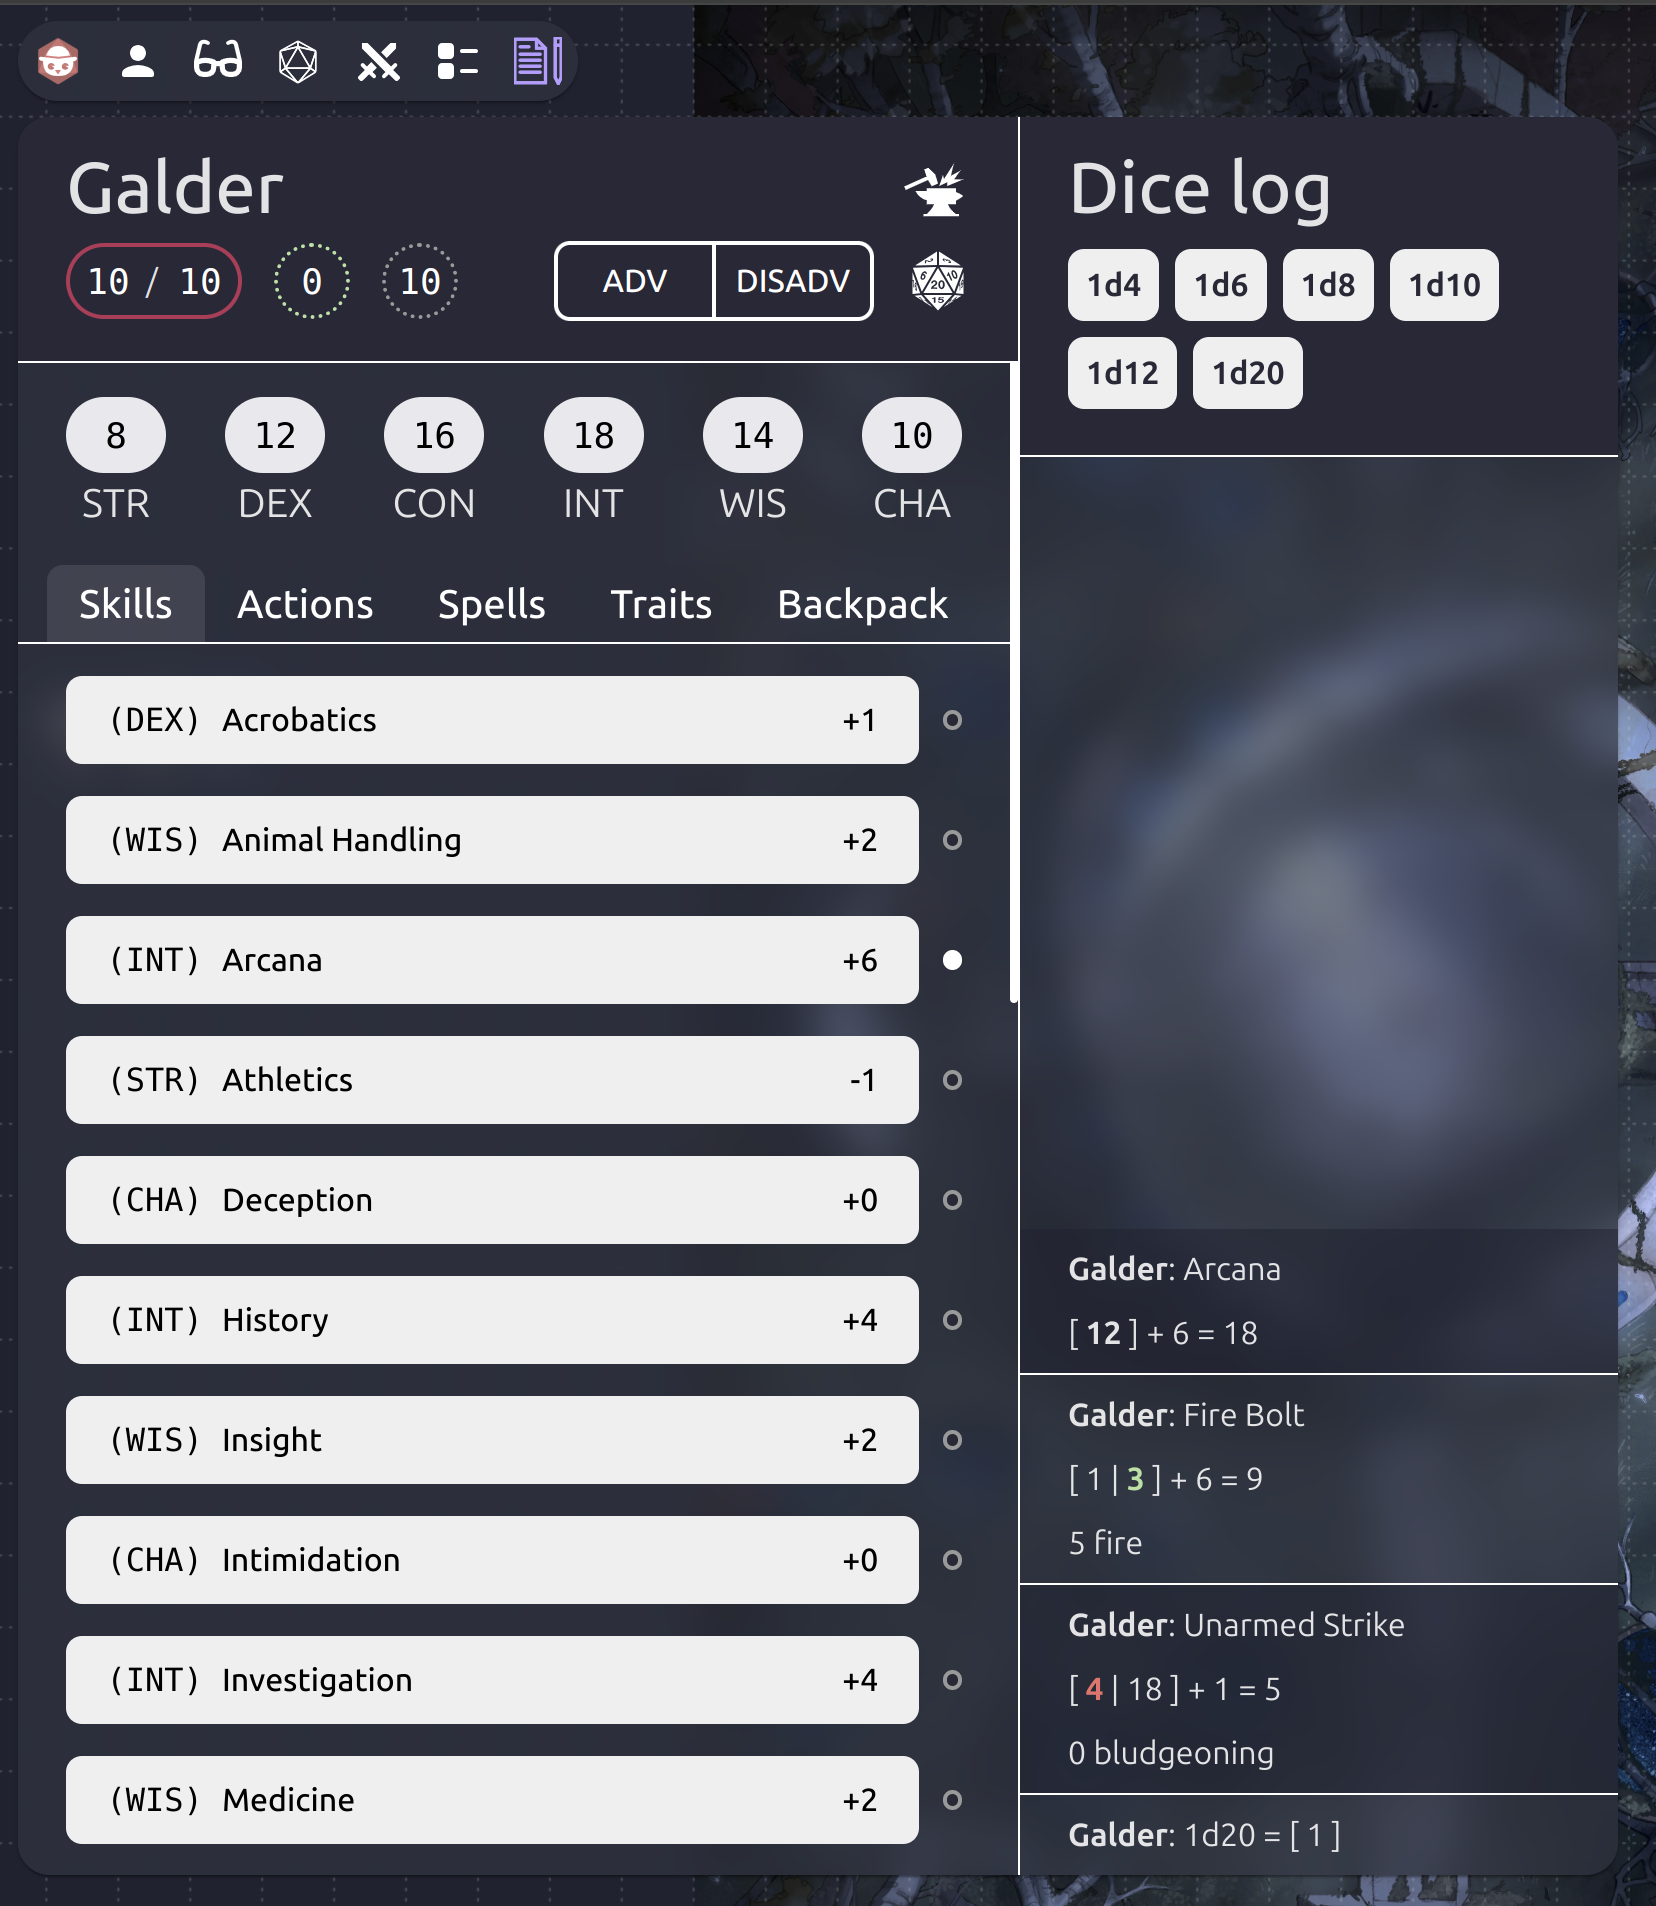 Galder
10 / 10 0 10 ADV DISADV
8 12 16 18 14 10
STR DEX CON INT WIS CHA
Skills Actions Spells Traits Backpack
(DEX) Acrobatics +1
(WIS) Animal Handling +2
(INT) Arcana +6
(STR) Athletics -1
(CHA) Deception +0
(INT) History +4
(WIS) Insight +2
(CHA) Intimidation +0
(INT) Investigation +4
(WIS) Medicine +2
Dice log
1d4 1d6 1d8 1d10
1d12 1d20
Galder: Arcana
[ 12 ] + 6 = 18
Galder: Fire Bolt
[ 1 | 3 ] + 6 = 9
5 fire
Galder: Unarmed Strike
[ 4 | 18 ] + 1 = 5
0 bludgeoning
Galder: 1d20 = [ 1 ]